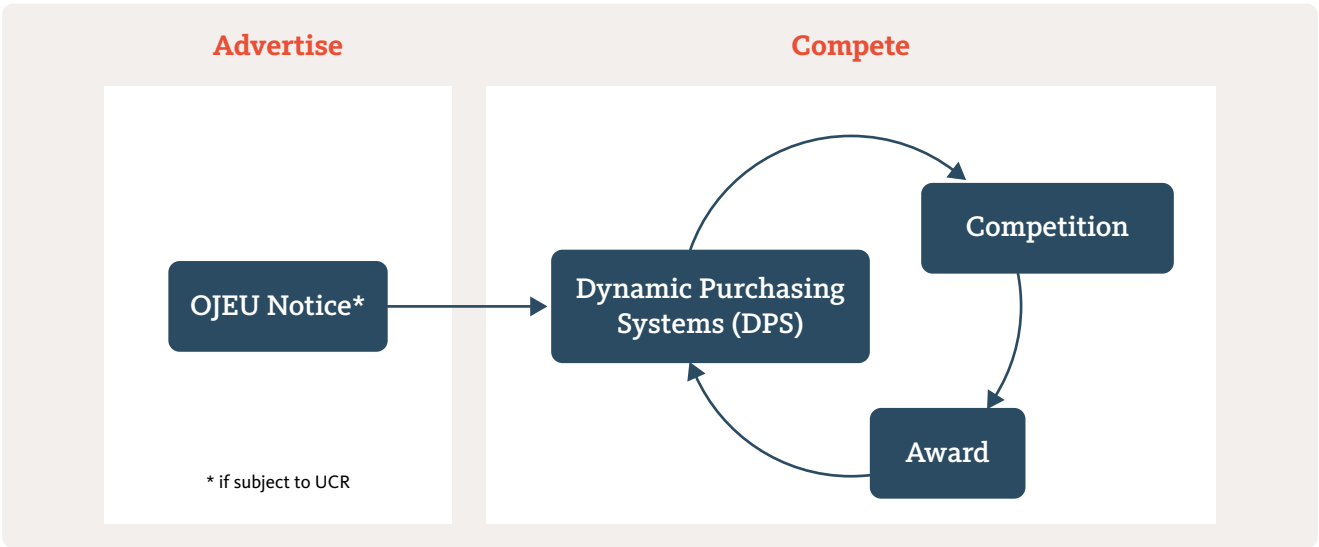 Advertise
Compete
OJEU Notice*
* if subject to UCR
Dynamic Purchasing
Systems (DPS)
Competition
Award